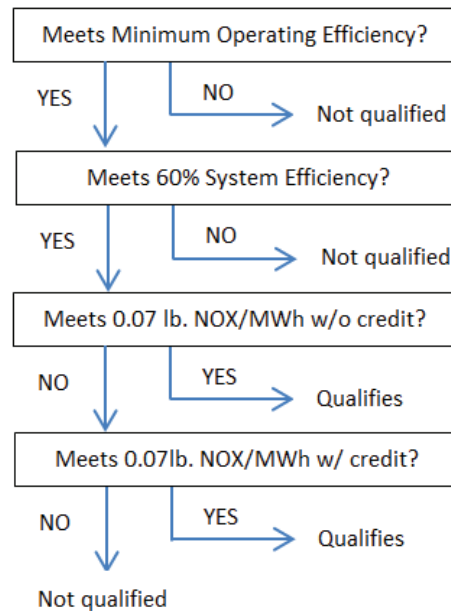 Meets Minimum Operating Efficiency?
YES
NO
Not qualified
Meets 60% System Efficiency?
YES
NO
Not qualified
Meets 0.07 lb. NOX/MWh w/o credit?
NO
YES
Qualifies
Meets 0.07lb. NOX/MWh w/ credit?
NO
YES
Qualifies
Not qualified